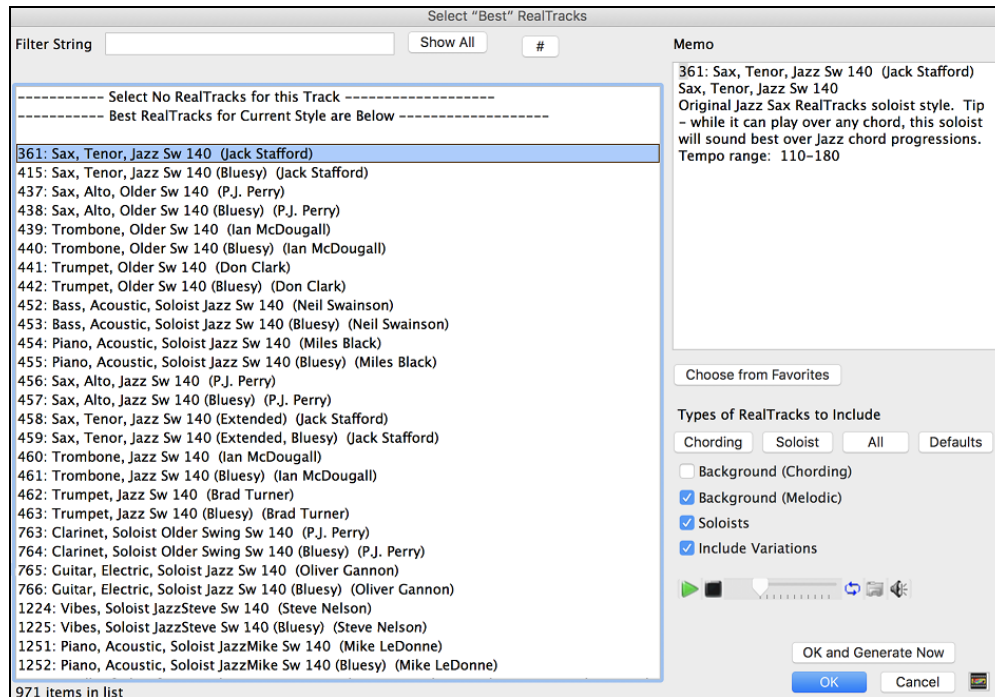 Select "Best" RealTracks
Filter String
Show All
#
Memo
----------- Select No RealTracks for this Track -------------------
----------- Best RealTracks for Current Style are Below -------------------
361: Sax, Tenor, Jazz Sw 140 (Jack Stafford)
415: Sax, Tenor, Jazz Sw 140 (Bluesy) (Jack Stafford)
437: Sax, Alto, Older Sw 140 (P.J. Perry)
438: Sax, Alto, Older Sw 140 (Bluesy) (P.J. Perry)
439: Trombone, Older Sw 140 (Ian McDougall)
440: Trombone, Older Sw 140 (Bluesy) (Ian McDougall)
441: Trumpet, Older Sw 140 (Don Clark)
442: Trumpet, Older Sw 140 (Bluesy) (Don Clark)
452: Bass, Acoustic, Soloist Jazz Sw 140 (Neil Swainson)
453: Bass, Acoustic, Soloist Jazz Sw 140 (Bluesy) (Neil Swainson)
454: Piano, Acoustic, Soloist Jazz Sw 140 (Miles Black)
455: Piano, Acoustic, Soloist Jazz Sw 140 (Bluesy) (Miles Black)
456: Sax, Alto, Jazz Sw 140 (P.J. Perry)
457: Sax, Alto, Jazz Sw 140 (Bluesy) (P.J. Perry)
458: Sax, Tenor, Jazz Sw 140 (Extended) (Jack Stafford)
459: Sax, Tenor, Jazz Sw 140 (Extended, Bluesy) (Jack Stafford)
460: Trombone, Jazz Sw 140 (Ian McDougall)
461: Trombone, Jazz Sw 140 (Bluesy) (Ian McDougall)
462: Trumpet, Jazz Sw 140 (Brad Turner)
463: Trumpet, Jazz Sw 140 (Bluesy) (Brad Turner)
763: Clarinet, Soloist Older Swing Sw 140 (P.J. Perry)
764: Clarinet, Soloist Older Swing Sw 140 (Bluesy) (P.J. Perry)
765: Guitar, Electric, Soloist Jazz Sw 140 (Oliver Gannon)
766: Guitar, Electric, Soloist Jazz Sw 140 (Bluesy) (Oliver Gannon)
1224: Vibes, Soloist JazzSteve Sw 140 (Steve Nelson)
1225: Vibes, Soloist JazzSteve Sw 140 (Bluesy) (Steve Nelson)
1251: Piano, Acoustic, Soloist JazzMike Sw 140 (Mike LeDonne)
1252: Piano, Acoustic, Soloist JazzMike Sw 140 (Bluesy) (Mike LeDonne)
971 items in list
361: Sax, Tenor, Jazz Sw 140 (Jack Stafford)
Sax, Tenor, Jazz Sw 140
Original Jazz Sax RealTracks soloist style. Tip
- while it can play over any chord, this soloist
will sound best over Jazz chord progressions.
Tempo range: 110-180
Choose from Favorites
Types of RealTracks to Include
Chording
Soloist
All
Defaults
Background (Chording)
Background (Melodic)
Soloists
Include Variations
OK and Generate Now
OK
Cancel